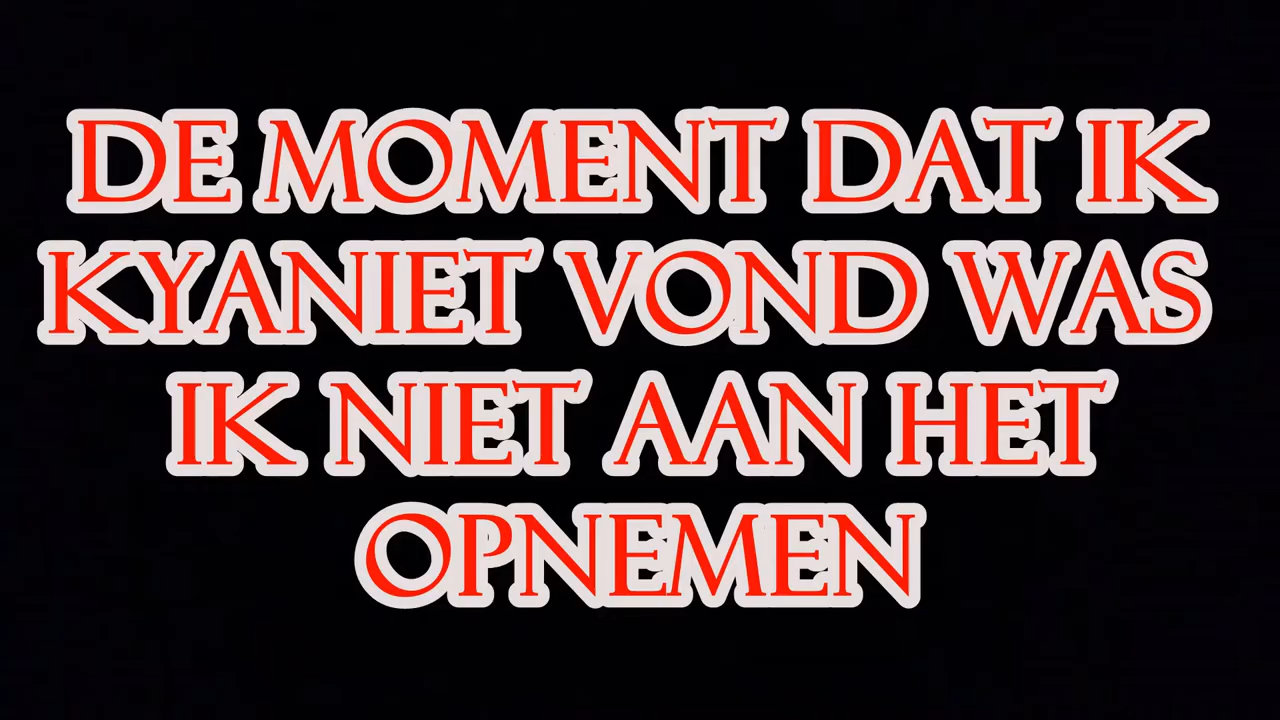 DE MOMENT DAT IK
KYANIET VOND WAS
IK NIET AAN HET
OPNEMEN